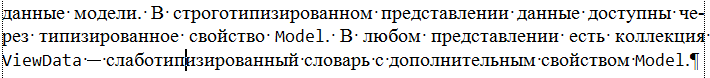 данные модели. В строготипизированном представлении данные доступны че-
рез типизированное свойство Model. В любом представлении есть коллекция
ViewData — слаботипизированный словарь с дополнительным свойством Model.¶